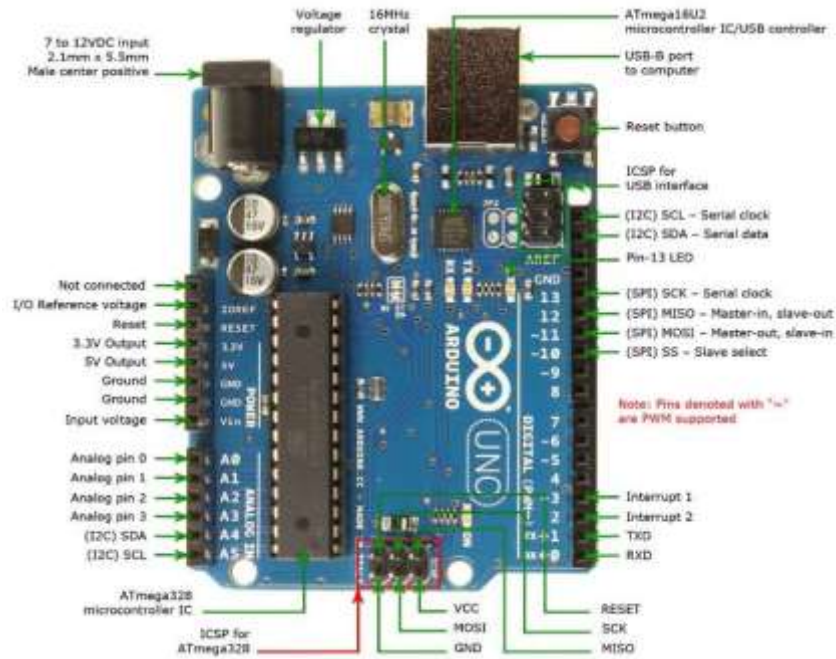 7 to 12VDC input
2.1mm x 5.5mm
Male center positive
Voltage
regulator
16MHz
crystal
ATmega16U2
microcontroller IC/USB controller
USB-B port
to computer
Reset button
ICSP for
USB interface
(I2C) SCL – Serial clock
(I2C) SDA – Serial data
Pin-13 LED
(SPI) SCK – Serial clock
(SPI) MISO – Master-in, slave-out
(SPI) MOSI – Master-out, slave-in
(SPI) SS – Slave select
Note: Pins denoted with "~"
are PWM supported
Interrupt 1
Interrupt 2
TXD
RXD
Not connected
I/O Reference voltage
Reset
3.3V Output
5V Output
Ground
Ground
Input voltage
Analog pin 0
Analog pin 1
Analog pin 2
Analog pin 3
(I2C) SDA
(I2C) SCL
IOREF
RESET
3.3V
5V
GND
GND
Vin
POWER
A0
A1
A2
A3
A4
A5
ANALOG IN
47
16V
47
16V
TX
RX
ARDUINO
UNO
ON
AREF
GND
13
12
~11
~10
~9
8
7
~6
~5
4
~3
2
1
0
ATmega328
microcontroller IC
ICSP for
ATmega328
VCC
MOSI
GND
RESET
SCK
MISO